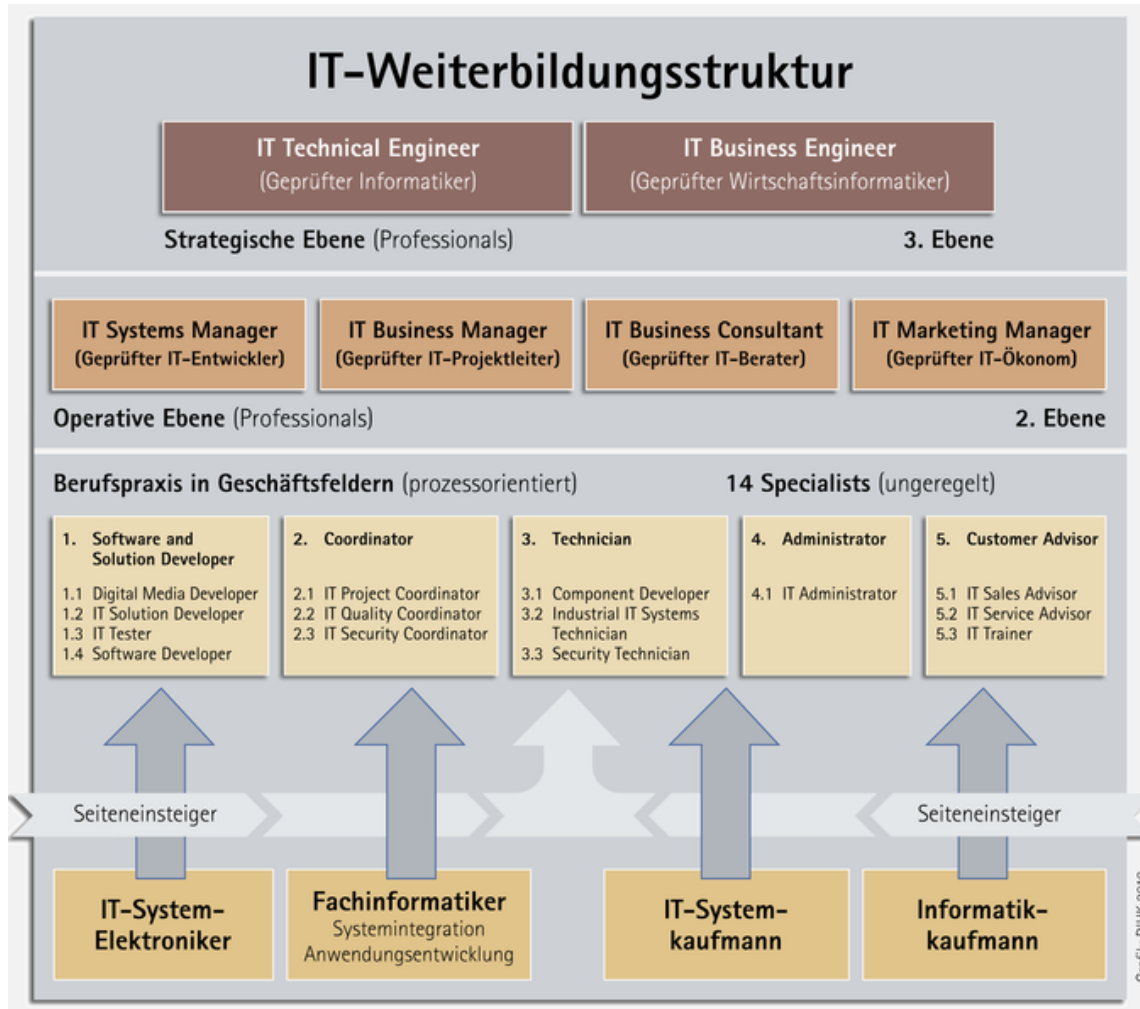 IT-Weiterbildungsstruktur
IT Technical Engineer
(Geprüfter Informatiker)
IT Business Engineer
(Geprüfter Wirtschaftsinformatiker)
Strategische Ebene (Professionals)
3. Ebene
IT Systems Manager
(Geprüfter IT-Entwickler)
IT Business Manager
(Geprüfter IT-Projektleiter)
IT Business Consultant
(Geprüfter IT-Berater)
IT Marketing Manager
(Geprüfter IT-Ökonom)
Operative Ebene (Professionals)
2. Ebene
Berufspraxis in Geschäftsfeldern (prozessorientiert)
14 Specialists (ungeregelt)
1. Software and
Solution Developer
1.1 Digital Media Developer
1.2 IT Solution Developer
1.3 IT Tester
1.4 Software Developer
2. Coordinator
2.1 IT Project Coordinator
2.2 IT Quality Coordinator
2.3 IT Security Coordinator
3. Technician
3.1 Component Developer
3.2 Industrial IT Systems
Technician
3.3 Security Technician
4. Administrator
4.1 IT Administrator
5. Customer Advisor
5.1 IT Sales Advisor
5.2 IT Service Advisor
5.3 IT Trainer
Seiteneinsteiger
Seiteneinsteiger
IT-System-
Elektroniker
Fachinformatiker
Systemintegration
Anwendungsentwicklung
IT-System-
kaufmann
Informatik-
kaufmann